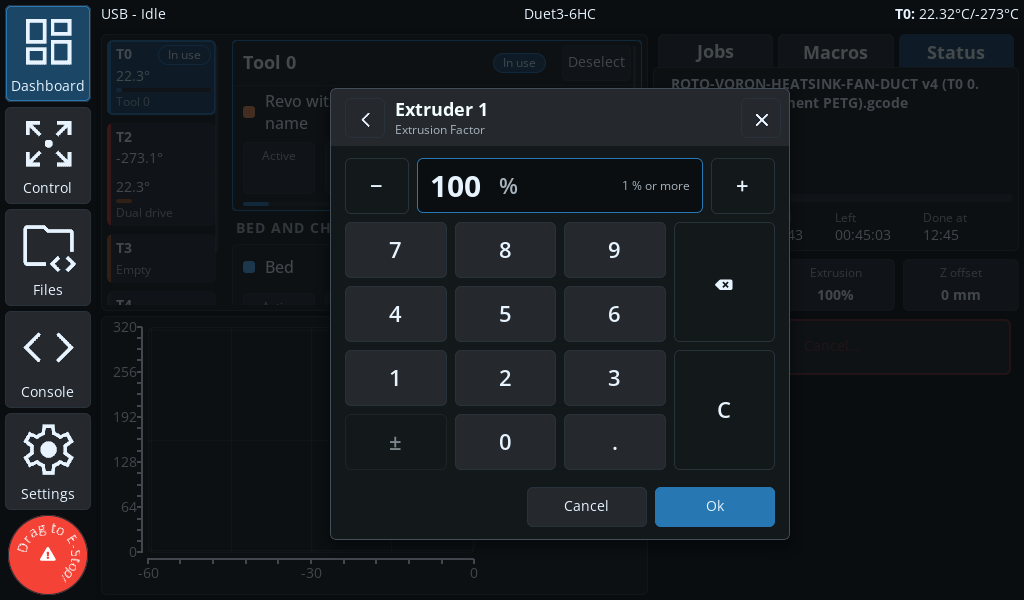 USB - Idle
Duet3-6HC
T0: 22.32°C/-273°C
Dashboard
Control
Files
Console
Settings
Drag to E-Stop!
T0
In use
22.3°
Tool 0
T2
-273.1°
22.3°
Dual drive
T3
Empty
T4
Tool 0
In use
Deselect
Revo wit
name
Active
BED AND CH
Bed
Jobs
Macros
Status
ROTO-VORON-HEATSINK-FAN-DUCT v4 (T0 0.
ent PETG).gcode
43
Left
00:45:03
Done at
12:45
Extrusion
100%
Z offset
0 mm
Cancel...
320
256
192
128
64
0
-60
-30
0
Extruder 1
Extrusion Factor
−
100 %
1 % or more
+
7
8
9
4
5
6
1
2
3
C
±
0
.
Cancel
Ok